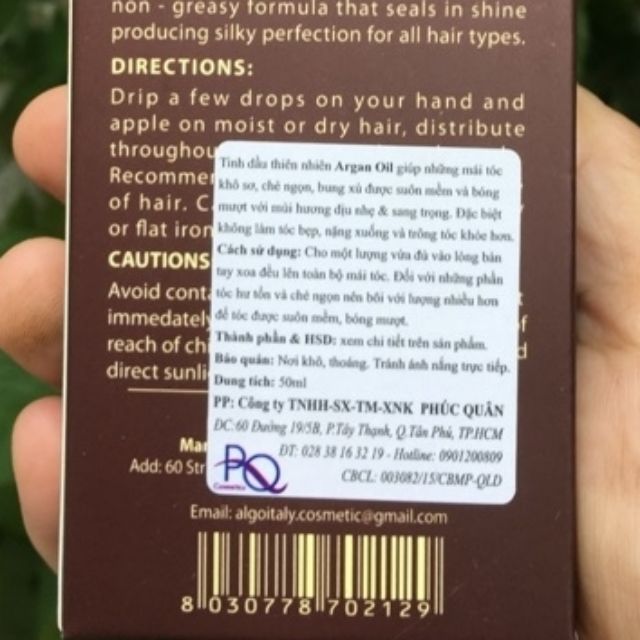 non - greasy formula that seals in shine
producing silky perfection for all hair types.
DIRECTIONS:
Drip a few drops on your hand and
apple on moist or dry hair, distribute
throughou
Recomme
of hair. C
or flat iron
CAUTIONS
Avoid cont
immediately
reach of ch
direct sunli
Tinh dầu thiên nhiên Argan Oil giúp những mái tóc
khô sơ, chẻ ngọn, bung xù được suôn mềm và bóng
mượt với mùi hương dịu nhẹ & sang trọng. Đặc biệt
không làm tóc bẹp, nặng xuống và trông tóc khỏe hơn.
Cách sử dụng: Cho một lượng vừa đủ vào lòng bàn
tay xoa đều lên toàn bộ mái tóc. Đối với những phần
tóc hư tổn và chẻ ngọn nên bôi với lượng nhiều hơn
để tóc được suôn mềm, bóng mượt.
Thành phần & HSD: xem chi tiết trên sản phẩm.
Bảo quản: Nơi khô, thoáng. Tránh ánh nắng trực tiếp.
Dung tích: 50ml
PP: Công ty TNHH-SX-TM-XNK PHÚC QUÂN
DC: 60 Đường 19/5B, P.Tây Thạnh, Q.Tân Phú, TP.HCM
ĐT: 028 38 16 32 19 - Hotline: 0901200809
CBCL: 003082/15/CBMP-QLD
PQ
Cosmetics
Mar
Add: 60 Str
Email: algoitaly.cosmetic@gmail.com
8 030778 702129